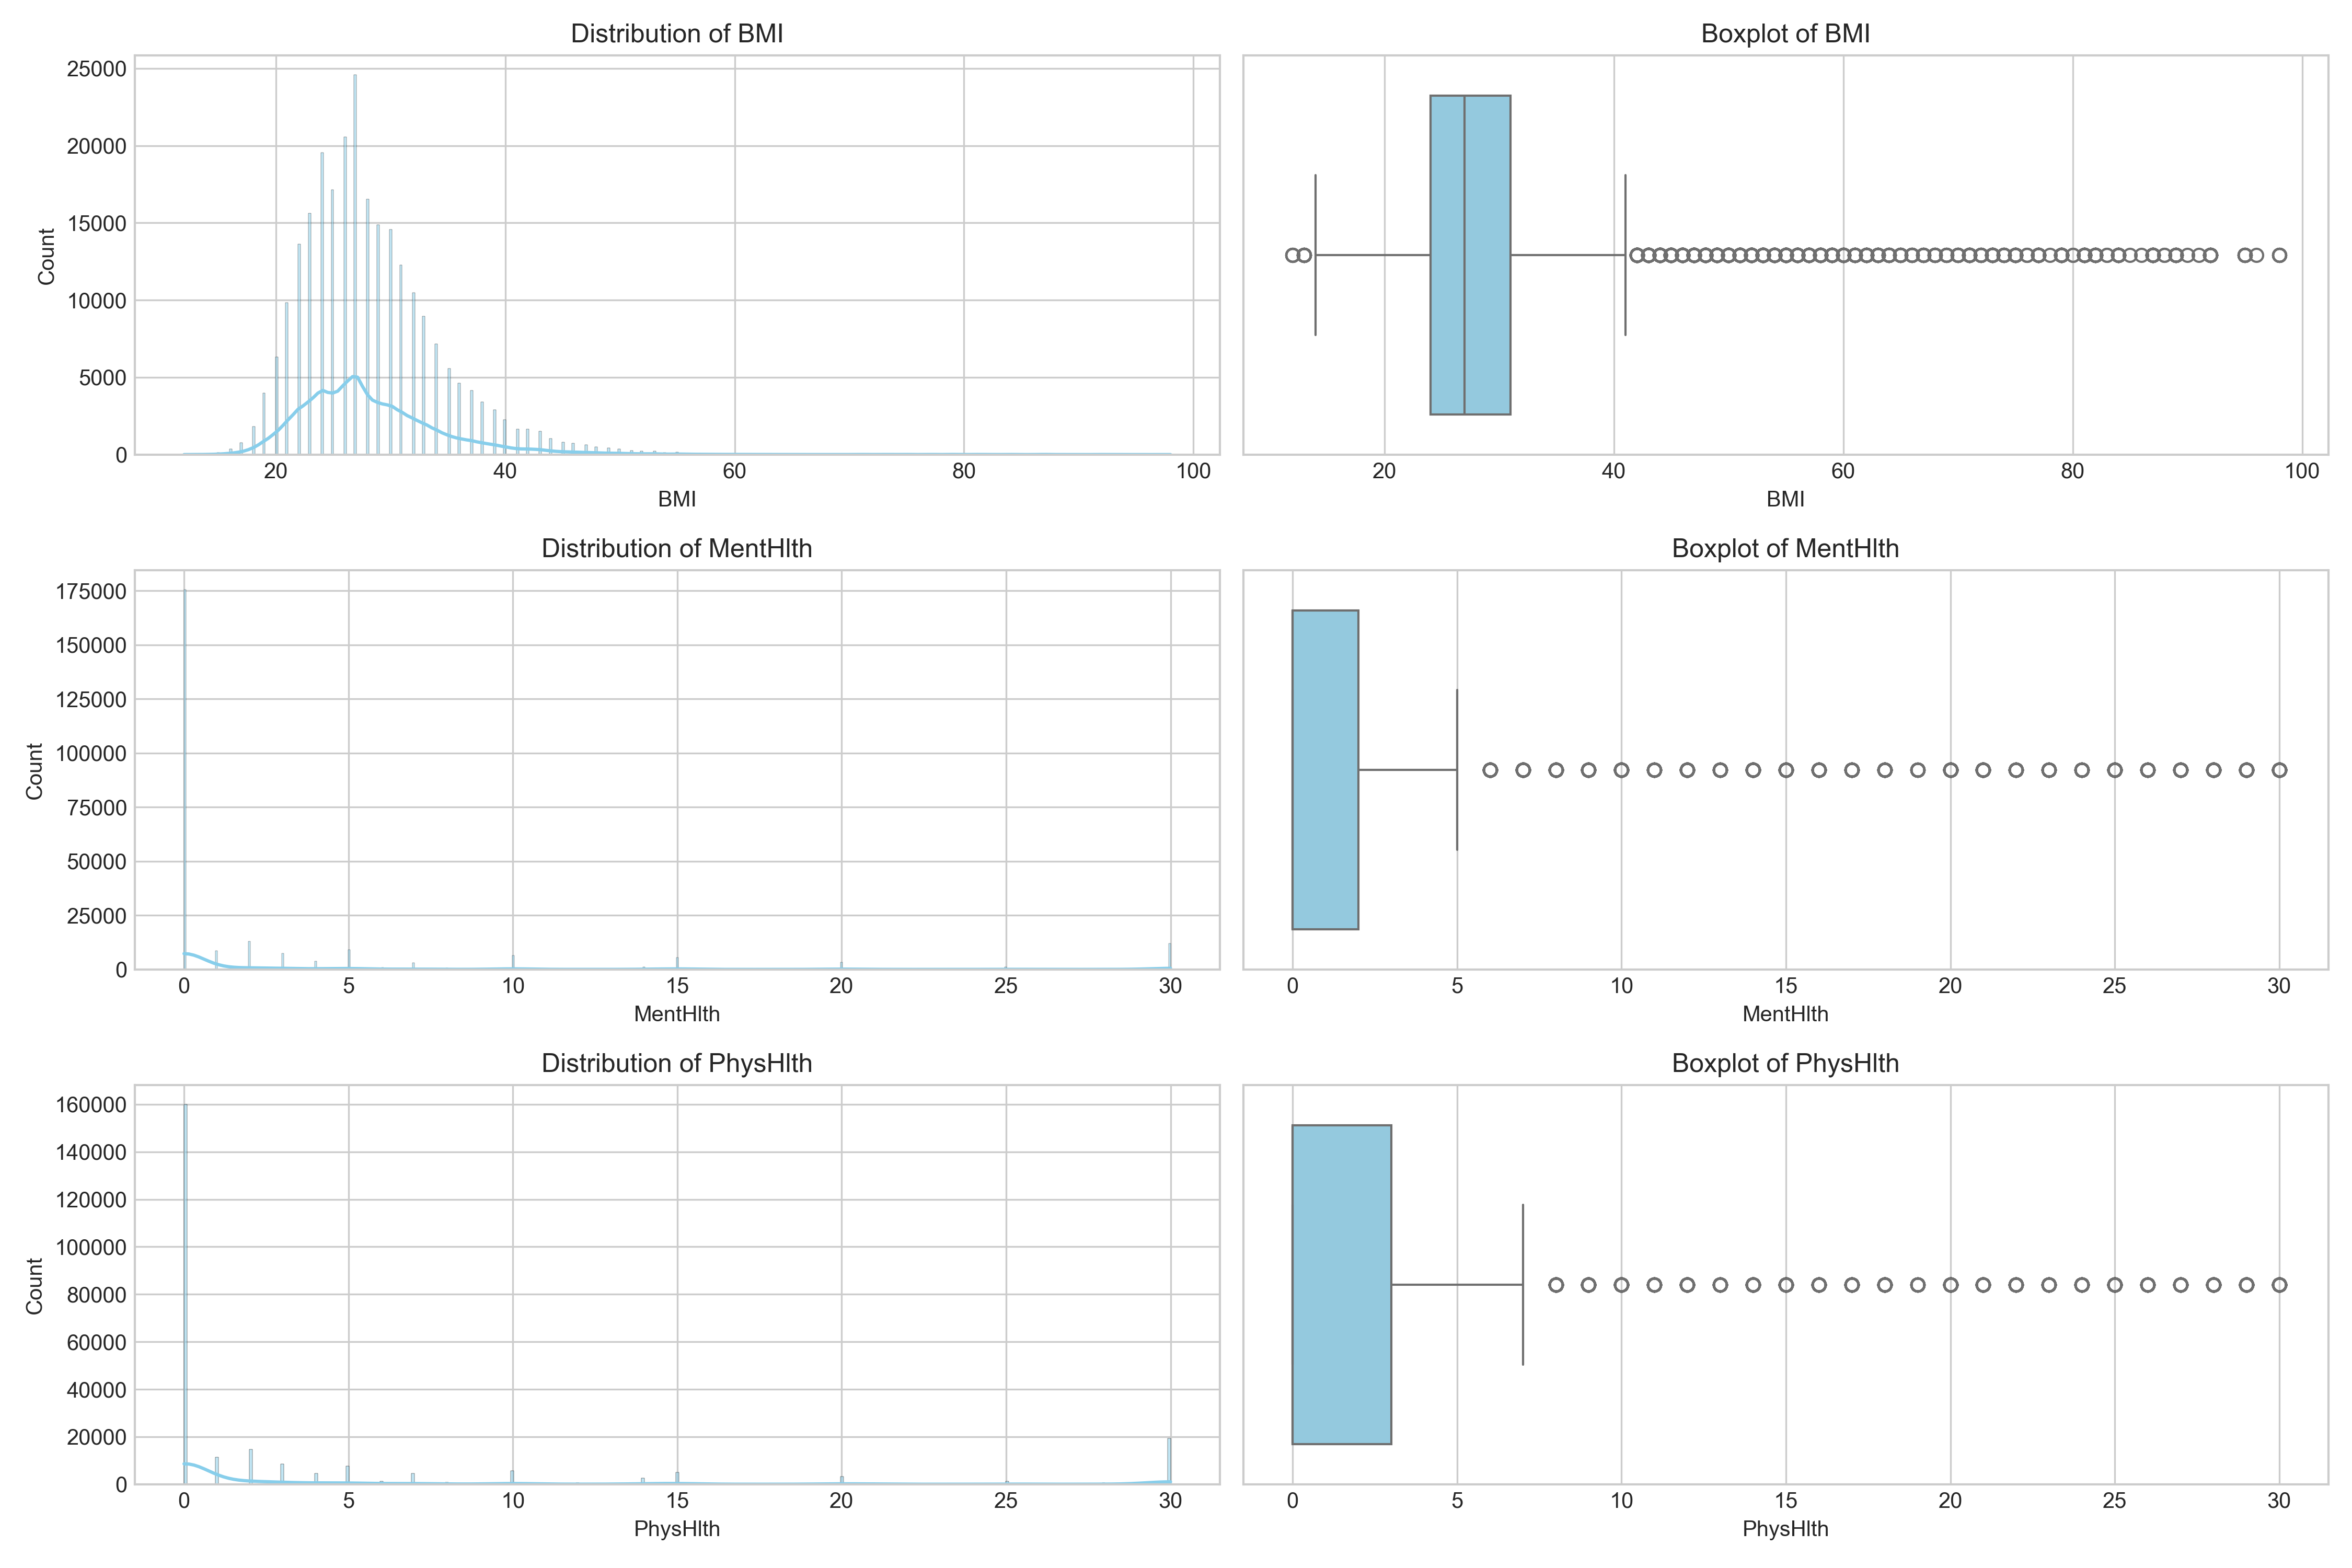 Distribution of BMI
25000
20000
15000
10000
5000
0
Count
20 40 60 80 100
BMI
Boxplot of BMI
20 40 60 80 100
BMI
Distribution of MentHlth
175000
150000
125000
100000
75000
50000
25000
0
Count
0 5 10 15 20 25 30
MentHlth
Boxplot of MentHlth
0 5 10 15 20 25 30
MentHlth
Distribution of PhysHlth
160000
140000
120000
100000
80000
60000
40000
20000
0
Count
0 5 10 15 20 25 30
PhysHlth
Boxplot of PhysHlth
0 5 10 15 20 25 30
PhysHlth